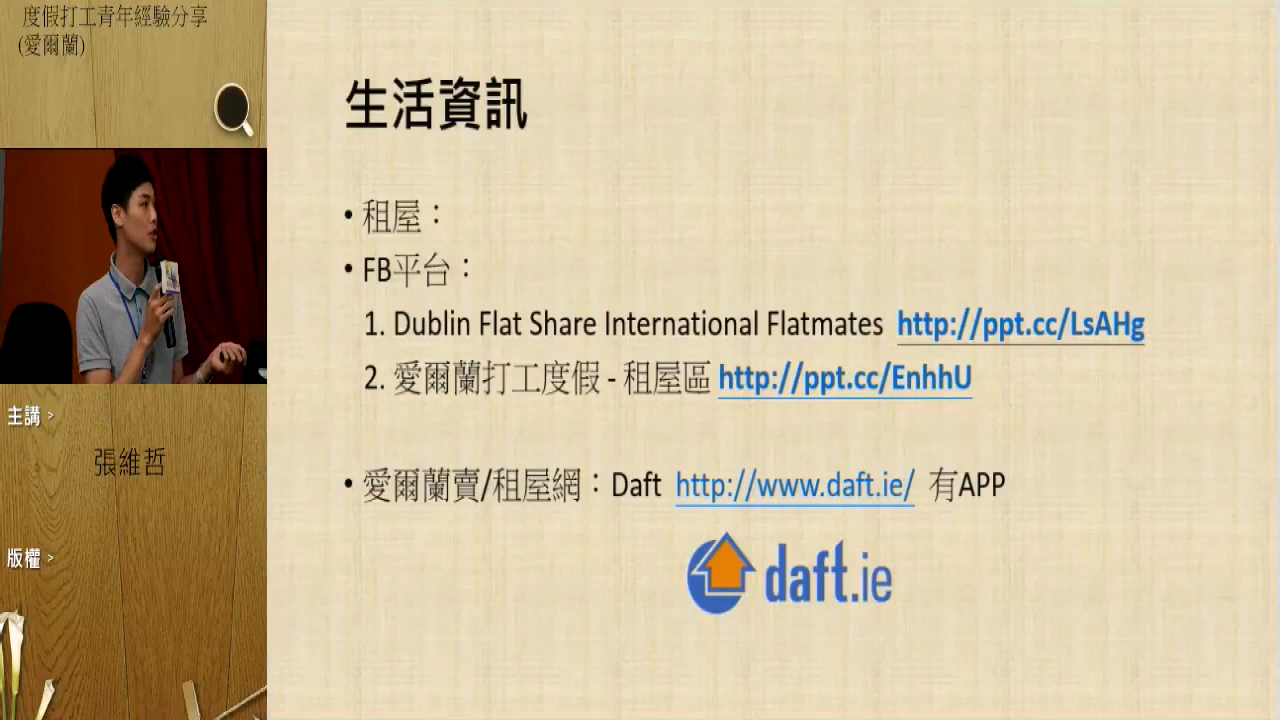 度假打工青年經驗分享
(愛爾蘭)
主講 >
張維哲
版權 >
生活資訊
• 租屋：
• FB平台：
1. Dublin Flat Share International Flatmates http://ppt.cc/LsAHg
2. 愛爾蘭打工度假 - 租屋區 http://ppt.cc/EnhhU
• 愛爾蘭賣/租屋網：Daft http://www.daft.ie/ 有APP
daft.ie